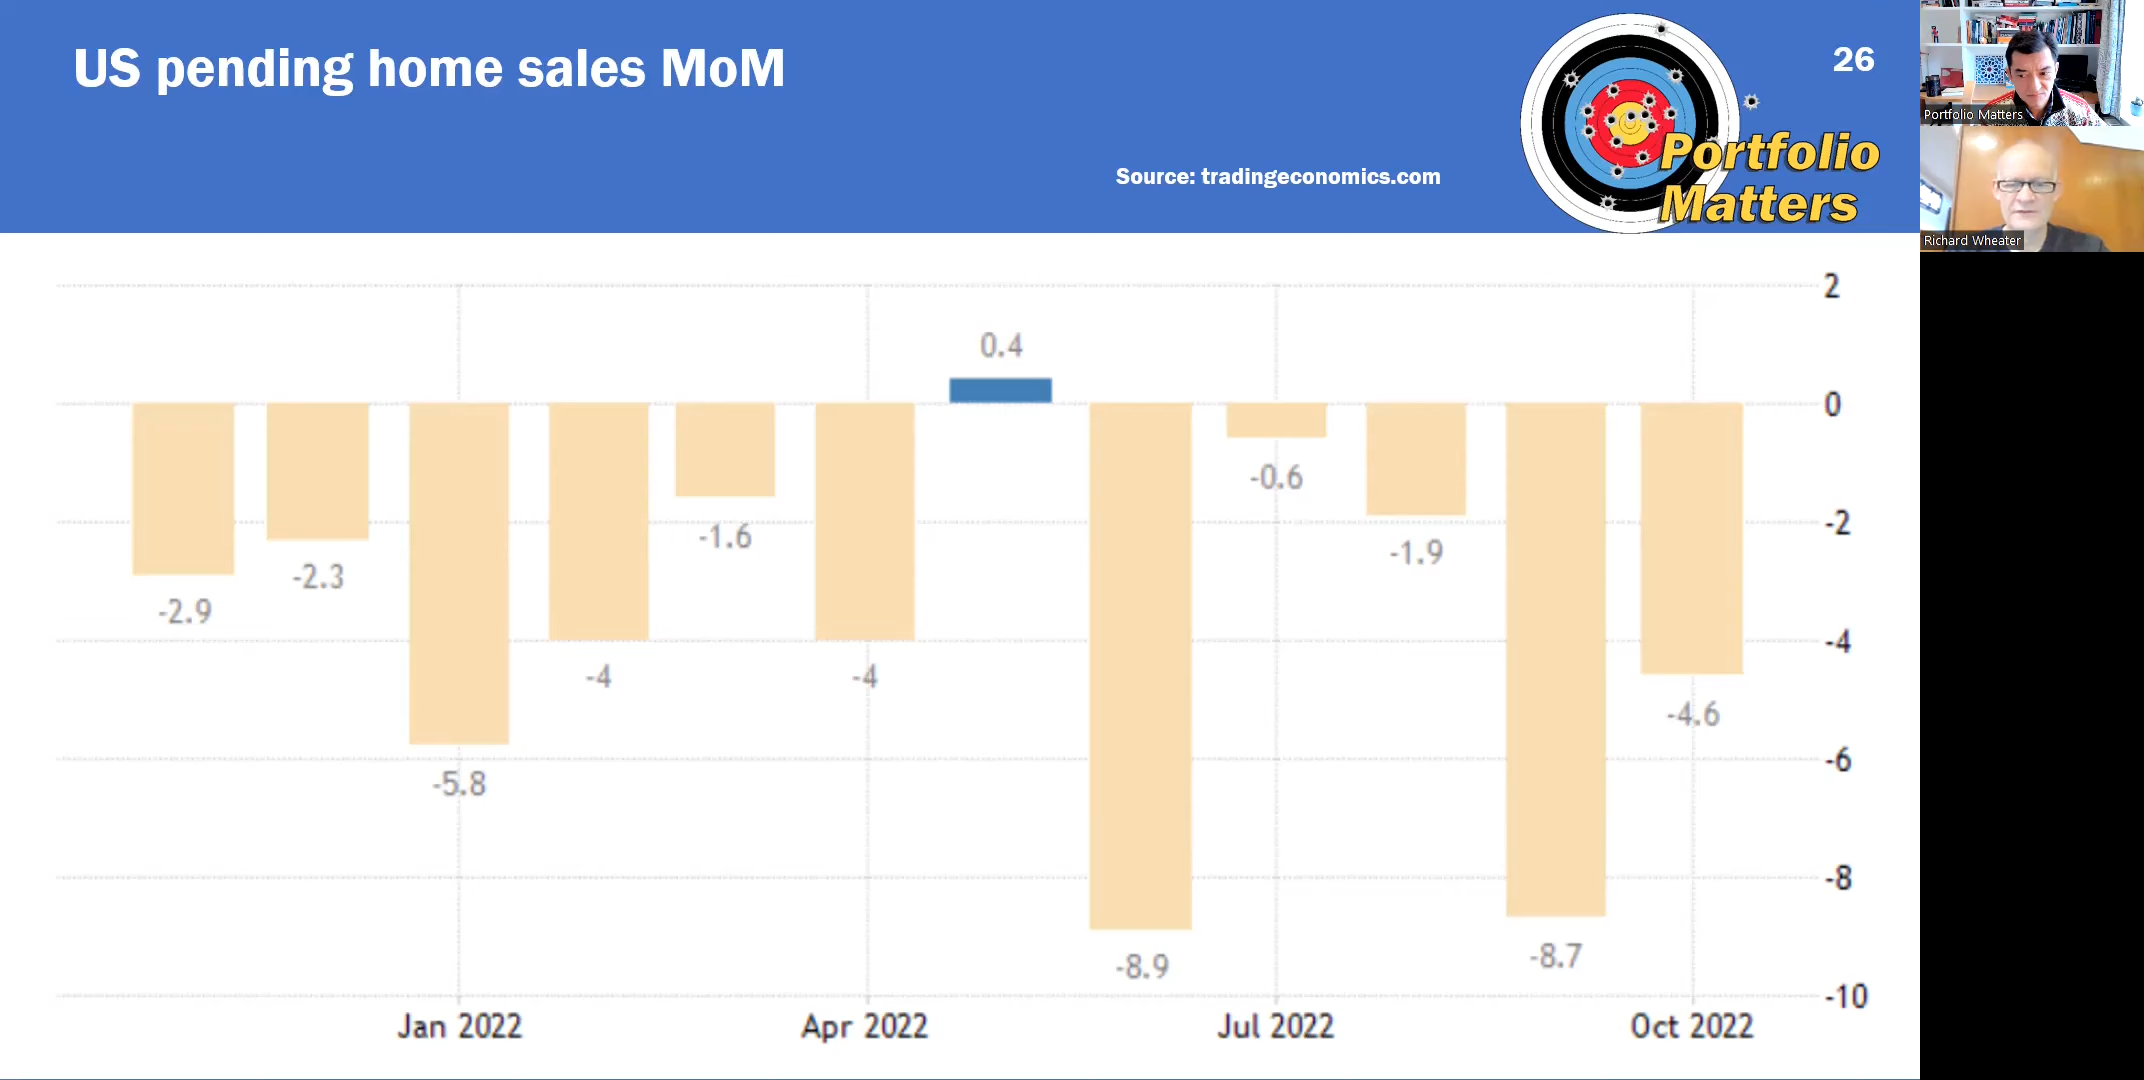 US pending home sales MoM
Source: tradingeconomics.com
Portfolio
Matters
26
Portfolio Matters
Richard Wheater
2
0.4
0
-0.6
-2
-1.6
-1.9
-2.3
-2.9
-4
-4
-4
-4.6
-6
-5.8
-8
-8.7
-8.9
-10
Jan 2022
Apr 2022
Jul 2022
Oct 2022